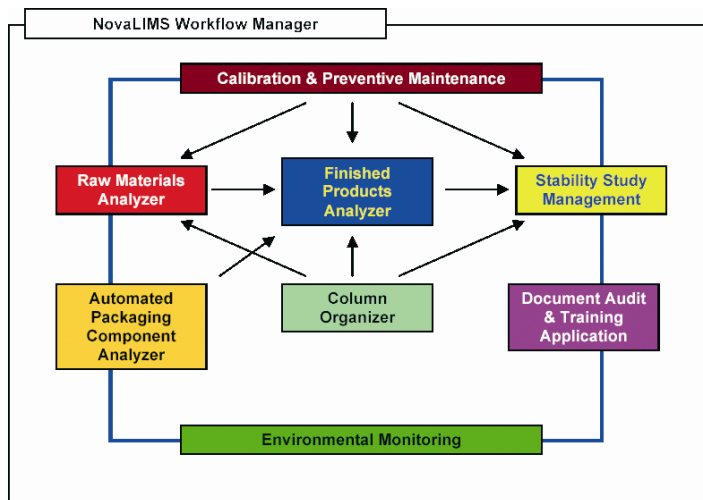 NovaLIMS Workflow Manager
Calibration & Preventive Maintenance
Raw Materials
Analyzer
Finished
Products
Analyzer
Stability Study
Management
Automated
Packaging
Component
Analyzer
Column
Organizer
Document Audit
& Training
Application
Environmental Monitoring